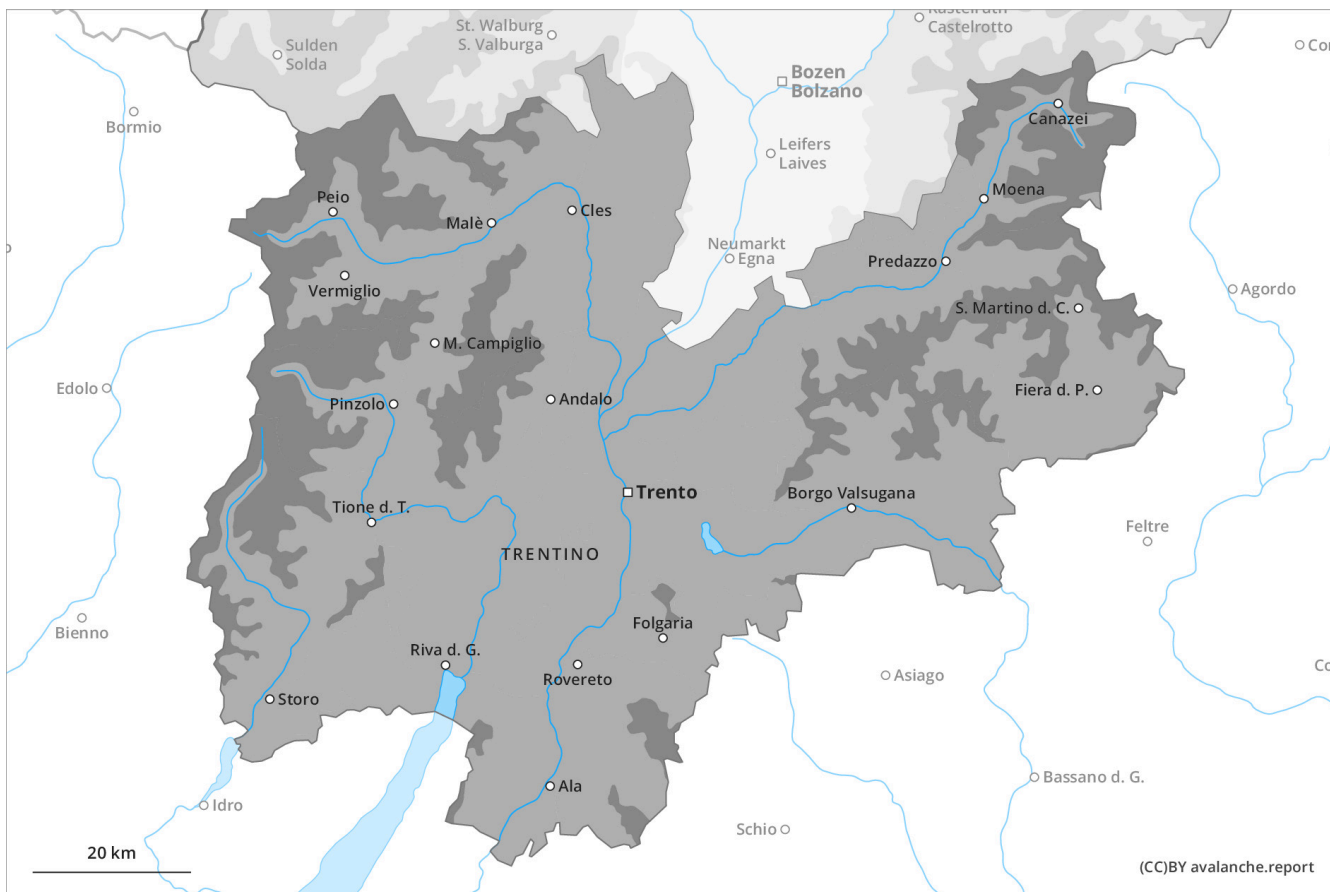 Kastelruth
Castelrotto
St. Walburg
S. Valburga
Sulden
Solda
Bozen
Bolzano
Bormio
Canazei
Leifers
Laives
Moena
Peio
Malè
Cles
Neumarkt
Egna
Predazzo
Vermiglio
Agordo
S. Martino d. C.
M. Campiglio
Edolo
Pinzolo
Andalo
Fiera d. P.
Trento
Borgo Valsugana
Tione d. T.
Feltre
TRENTINO
Bienno
Folgaria
Riva d. G.
Rovereto
Asiago
Storo
Bassano d. G.
Ala
Idro
Schio
20 km
(CC)BY avalanche.report